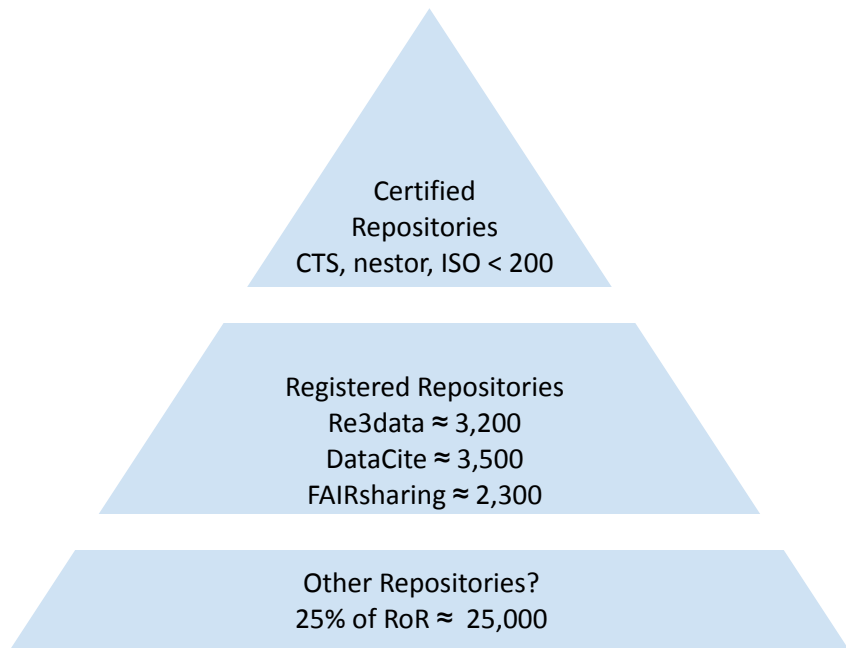 Certified
Repositories
CTS, nestor, ISO < 200
Registered Repositories
Re3data ≈ 3,200
DataCite ≈ 3,500
FAIRsharing ≈ 2,300
Other Repositories?
25% of RoR ≈ 25,000